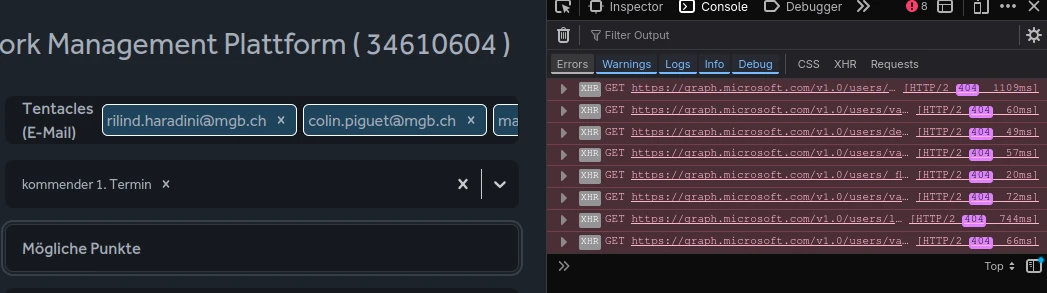 Inspector Console Debugger 8
ork Management Plattform ( 34610604 )
Filter Output
Errors Warnings Logs Info Debug CSS XHR Requests
Tentacles
(E-Mail)
rilind.haradini@mgb.ch × colin.piguet@mgb.ch × ma
kommender 1. Termin ×
Mögliche Punkte
XHR GET https://graph.microsoft.com/v1.0/users/… [HTTP/2 404 1109ms]
XHR GET https://graph.microsoft.com/v1.0/users/va… [HTTP/2 404 60ms]
XHR GET https://graph.microsoft.com/v1.0/users/de… [HTTP/2 404 49ms]
XHR GET https://graph.microsoft.com/v1.0/users/va… [HTTP/2 404 57ms]
XHR GET https://graph.microsoft.com/v1.0/users/_fl… [HTTP/2 404 20ms]
XHR GET https://graph.microsoft.com/v1.0/users/va… [HTTP/2 404 72ms]
XHR GET https://graph.microsoft.com/v1.0/users/l… [HTTP/2 404 744ms]
XHR GET https://graph.microsoft.com/v1.0/users/va… [HTTP/2 404 66ms]
Top